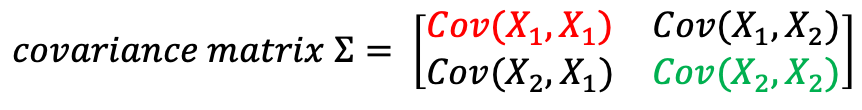 covariance matrix Σ = [Cov(X₁, X₁) Cov(X₁, X₂)
Cov(X₂, X₁) Cov(X₂, X₂)]